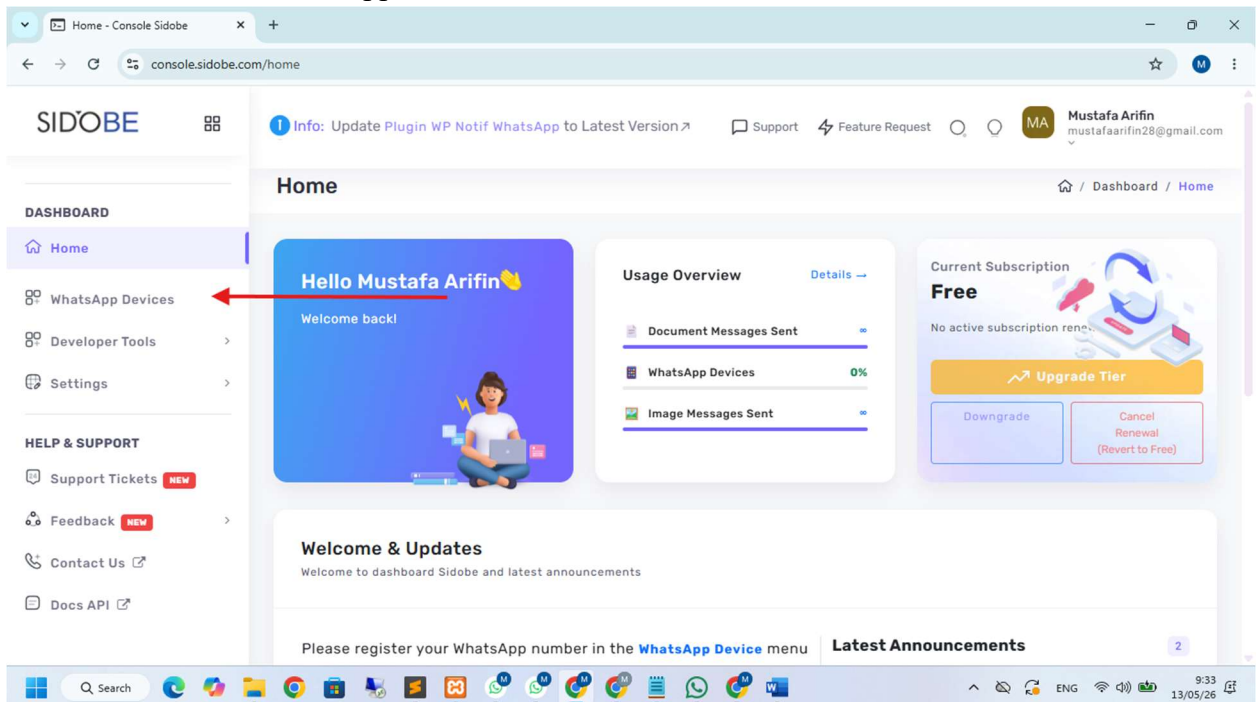 Home - Console Sidobe
console.sidobe.com/home
SIDOBE
Info: Update Plugin WP Notif WhatsApp to Latest Version
Support
Feature Request
MA
Mustafa Arifin
mustafaarifin28@gmail.com
Home
/ Dashboard / Home
DASHBOARD
Home
WhatsApp Devices
Developer Tools
Settings
HELP & SUPPORT
Support Tickets NEW
Feedback NEW
Contact Us
Docs API
Hello Mustafa Arifin
Welcome back!
Usage Overview
Details →
Document Messages Sent ∞
WhatsApp Devices 0%
Image Messages Sent ∞
Current Subscription
Free
No active subscription
Upgrade Tier
Downgrade
Cancel
Renewal
(Revert to Free)
Welcome & Updates
Welcome to dashboard Sidobe and latest announcements
Please register your WhatsApp number in the WhatsApp Device menu
Latest Announcements
2
Search
M
M
M
M
M
ENG
9:33
13/05/26